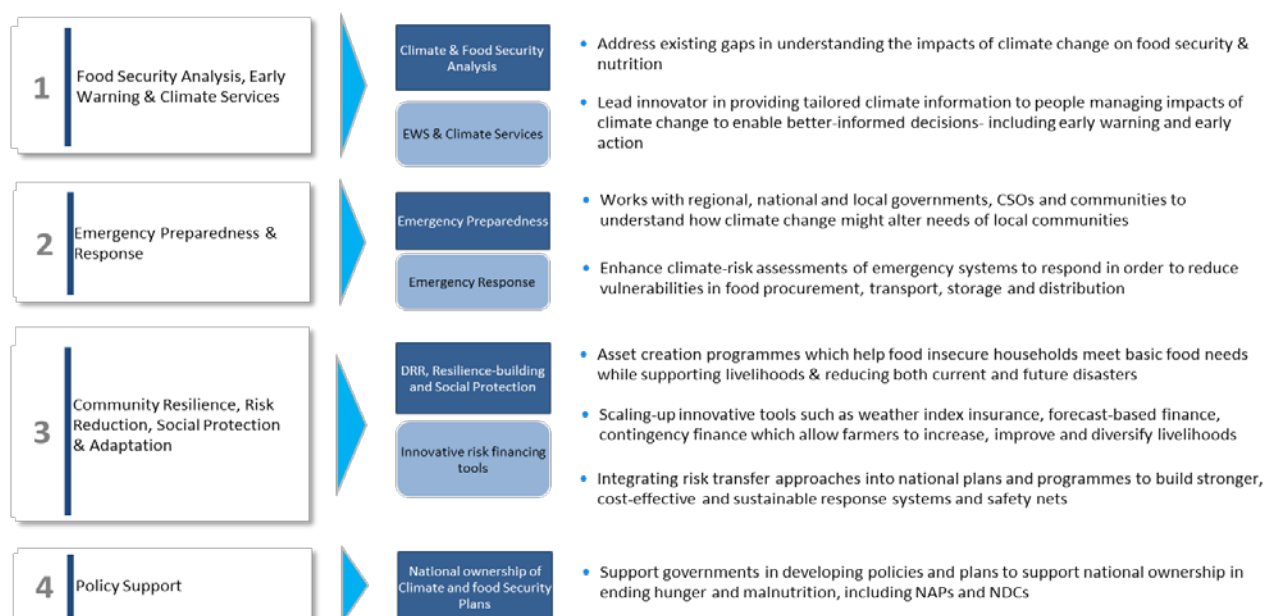 1
Food Security Analysis, Early
Warning & Climate Services
Climate & Food Security
Analysis
EWS & Climate Services
• Address existing gaps in understanding the impacts of climate change on food security &
nutrition
• Lead innovator in providing tailored climate information to people managing impacts of
climate change to enable better-informed decisions- including early warning and early
action
2
Emergency Preparedness &
Response
Emergency Preparedness
Emergency Response
• Works with regional, national and local governments, CSOs and communities to
understand how climate change might alter needs of local communities
• Enhance climate-risk assessments of emergency systems to respond in order to reduce
vulnerabilities in food procurement, transport, storage and distribution
3
Community Resilience, Risk
Reduction, Social Protection
& Adaptation
DRR, Resilience-building
and Social Protection
Innovative risk financing
tools
• Asset creation programmes which help food insecure households meet basic food needs
while supporting livelihoods & reducing both current and future disasters
• Scaling-up innovative tools such as weather index insurance, forecast-based finance,
contingency finance which allow farmers to increase, improve and diversify livelihoods
• Integrating risk transfer approaches into national plans and programmes to build stronger,
cost-effective and sustainable response systems and safety nets
4
Policy Support
National ownership of
Climate and food Security
Plans
• Support governments in developing policies and plans to support national ownership in
ending hunger and malnutrition, including NAPs and NDCs